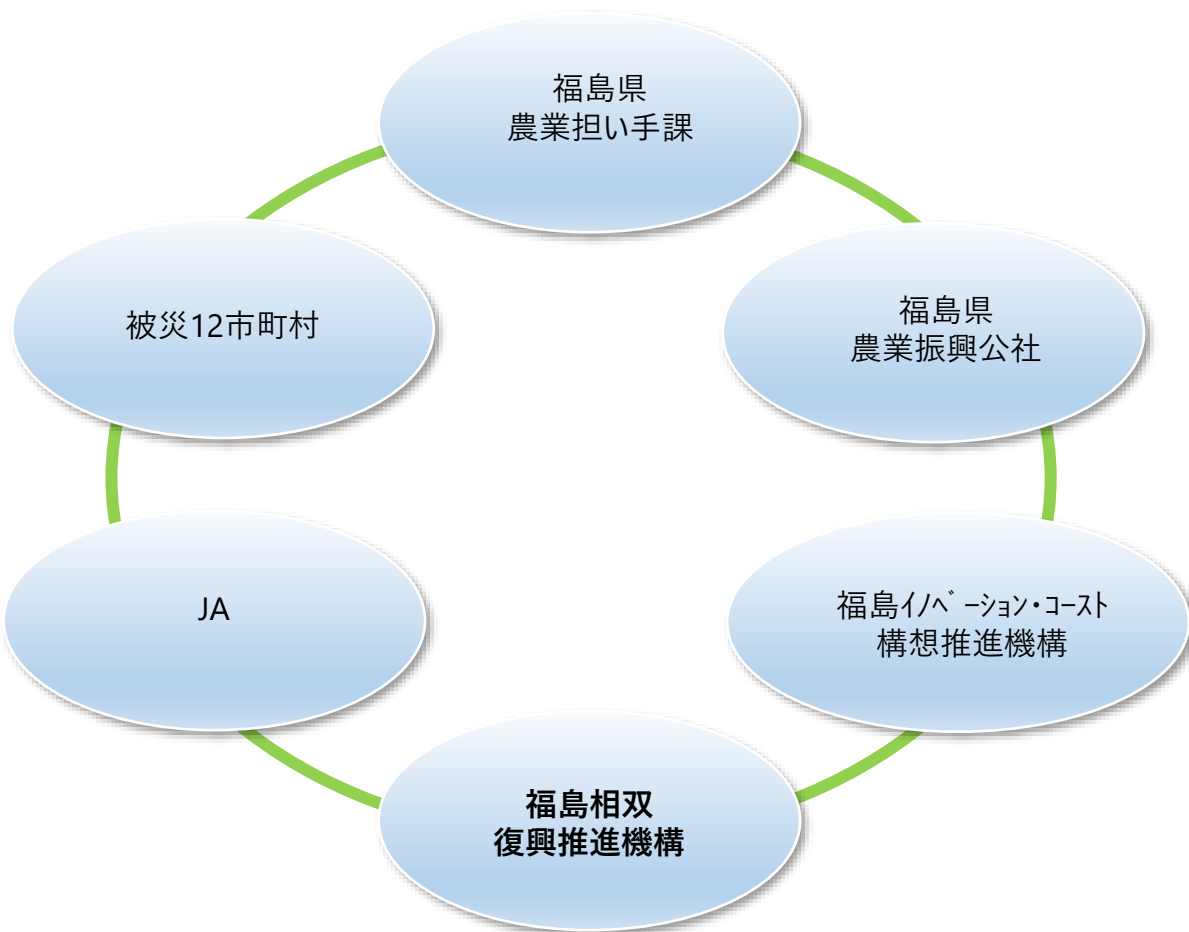 福島県
農業担い手課
被災12市町村
福島県
農業振興公社
JA
福島ｲﾉﾍﾞｰｼｮﾝ・ｺｰｽﾄ
構想推進機構
福島相双
復興推進機構